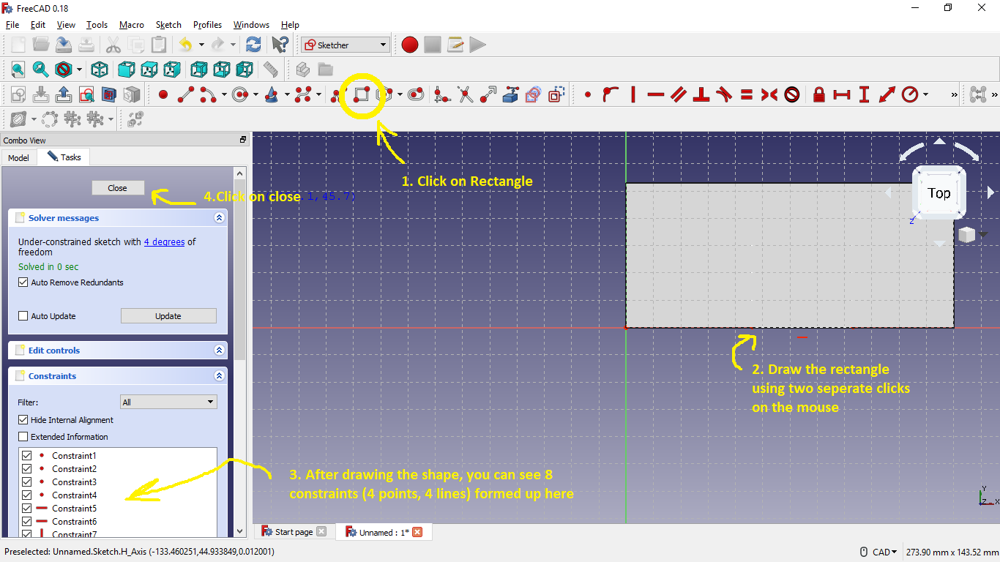 FreeCAD 0.18
File Edit View Tools Macro Sketch Profiles Windows Help
Sketcher
Combo View
Model Tasks
Close
4.Click on close
.1,45.7)
1. Click on Rectangle
Top
Z
Solver messages
Under-constrained sketch with 4 degrees of
freedom
Solved in 0 sec
Auto Remove Redundants
Auto Update Update
Edit controls
Constraints
Filter: All
Hide Internal Alignment
Extended Information
Constraint1
Constraint2
Constraint3
Constraint4
Constraint5
Constraint6
Constraint7
2. Draw the rectangle
using two seperate clicks
on the mouse
3. After drawing the shape, you can see 8
constraints (4 points, 4 lines) formed up here
Y
Z X
Start page Unnamed : 1*
Preselected: Unnamed.Sketch.H_Axis (-133.460251,44.933849,0.012001) CAD 273.90 mm x 143.52 mm